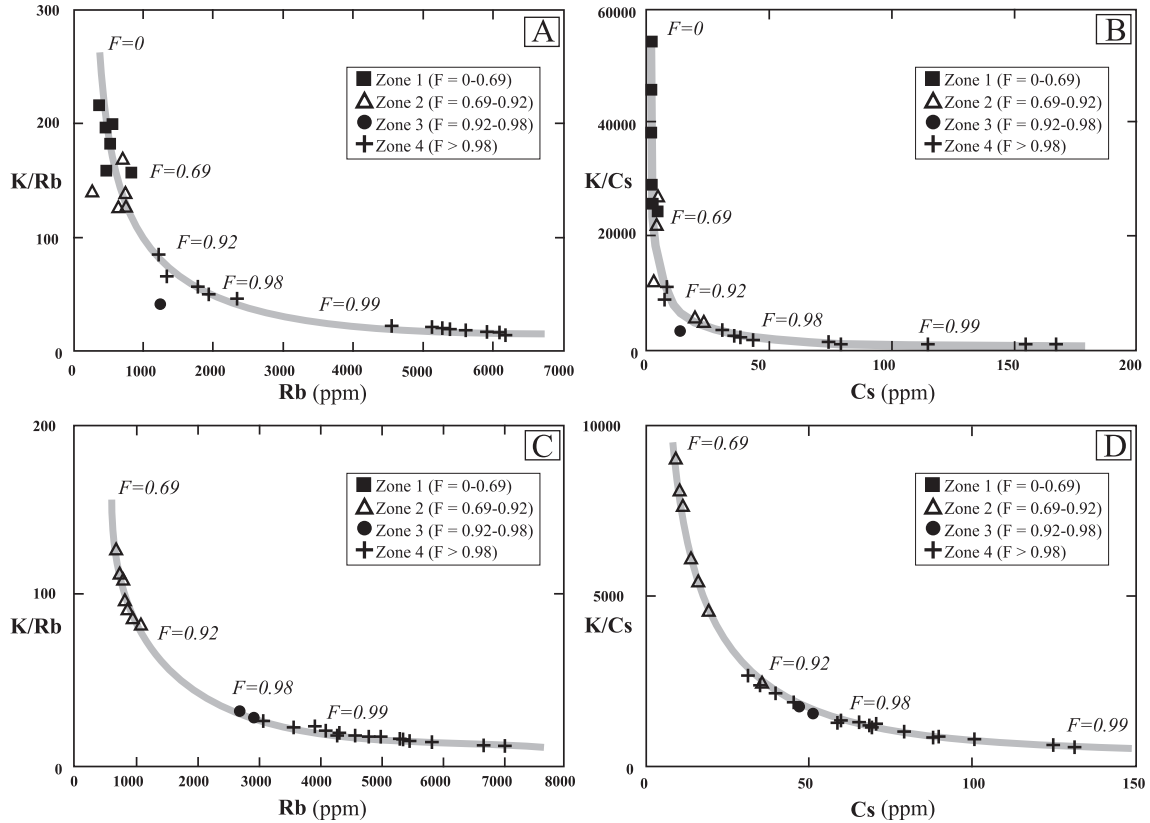 300
200
100
0
K/Rb
0
1000
2000
3000
4000
5000
6000
7000
Rb (ppm)
A
F=0
F=0.69
F=0.92
F=0.98
F=0.99
Zone 1 (F = 0-0.69)
Zone 2 (F = 0.69-0.92)
Zone 3 (F = 0.92-0.98)
Zone 4 (F > 0.98)
60000
40000
K/Cs
20000
0
0
50
100
150
200
Cs (ppm)
B
F=0
F=0.69
F=0.92
F=0.98
F=0.99
Zone 1 (F = 0-0.69)
Zone 2 (F = 0.69-0.92)
Zone 3 (F = 0.92-0.98)
Zone 4 (F > 0.98)
200
100
K/Rb
0
0
1000
2000
3000
4000
5000
6000
7000
8000
Rb (ppm)
C
F=0.69
F=0.92
F=0.98
F=0.99
Zone 1 (F = 0-0.69)
Zone 2 (F = 0.69-0.92)
Zone 3 (F = 0.92-0.98)
Zone 4 (F > 0.98)
10000
5000
K/Cs
0
0
50
100
150
Cs (ppm)
D
F=0.69
F=0.92
F=0.98
F=0.99
Zone 1 (F = 0-0.69)
Zone 2 (F = 0.69-0.92)
Zone 3 (F = 0.92-0.98)
Zone 4 (F > 0.98)